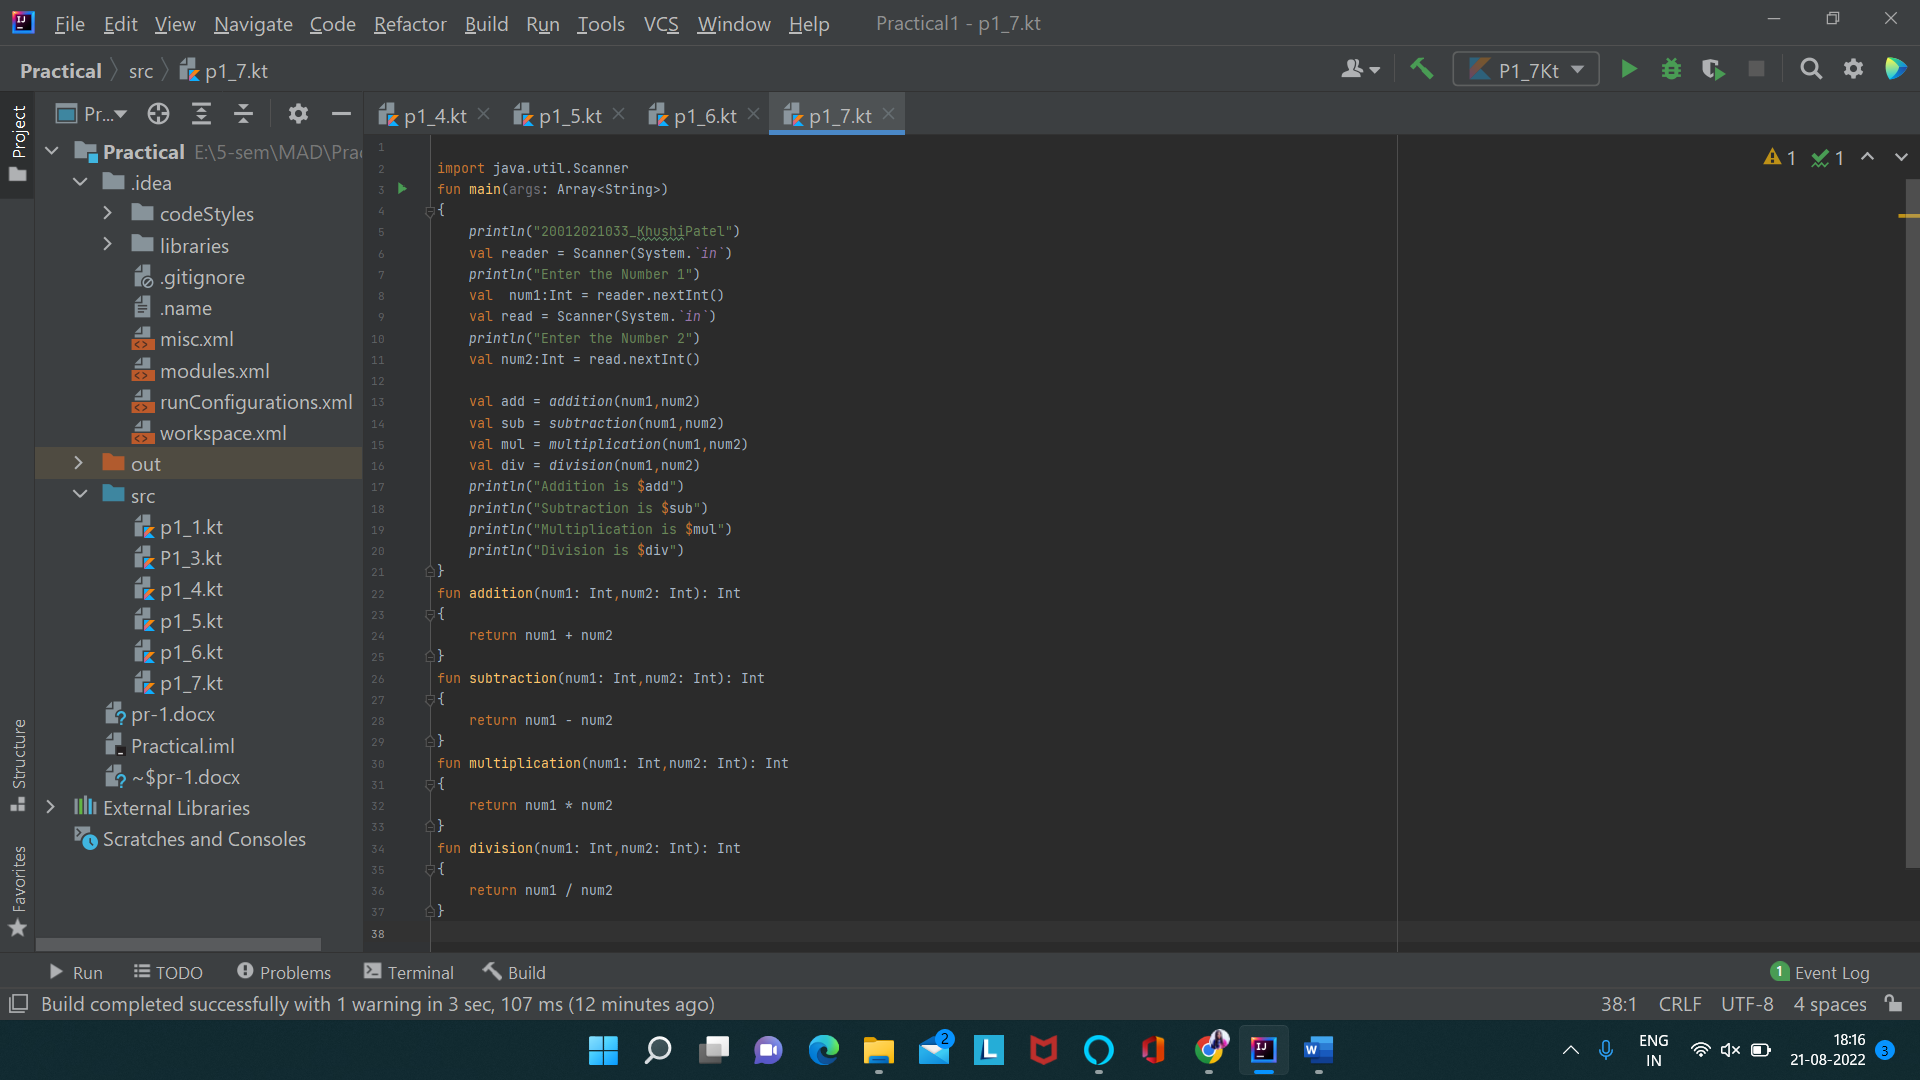 File Edit View Navigate Code Refactor Build Run Tools VCS Window Help Practical1 - p1_7.kt
Practical src p1_7.kt P1_7Kt
Project
Pr... p1_4.kt p1_5.kt p1_6.kt p1_7.kt
Practical E:\5-sem\MAD\Prac
.idea
codeStyles
libraries
.gitignore
.name
misc.xml
modules.xml
runConfigurations.xml
workspace.xml
out
src
p1_1.kt
P1_3.kt
p1_4.kt
p1_5.kt
p1_6.kt
p1_7.kt
pr-1.docx
Practical.iml
~$pr-1.docx
External Libraries
Scratches and Consoles
Structure
Favorites
1
2 import java.util.Scanner
3 fun main(args: Array<String>)
4 {
5 println("20012021033_KhushiPatel")
6 val reader = Scanner(System.`in`)
7 println("Enter the Number 1")
8 val  num1:Int = reader.nextInt()
9 val read = Scanner(System.`in`)
10 println("Enter the Number 2")
11 val num2:Int = read.nextInt()
12
13 val add = addition(num1,num2)
14 val sub = subtraction(num1,num2)
15 val mul = multiplication(num1,num2)
16 val div = division(num1,num2)
17 println("Addition is $add")
18 println("Subtraction is $sub")
19 println("Multiplication is $mul")
20 println("Division is $div")
21 }
22 fun addition(num1: Int,num2: Int): Int
23 {
24 return num1 + num2
25 }
26 fun subtraction(num1: Int,num2: Int): Int
27 {
28 return num1 - num2
29 }
30 fun multiplication(num1: Int,num2: Int): Int
31 {
32 return num1 * num2
33 }
34 fun division(num1: Int,num2: Int): Int
35 {
36 return num1 / num2
37 }
38
1 1
Run TODO Problems Terminal Build 1 Event Log
Build completed successfully with 1 warning in 3 sec, 107 ms (12 minutes ago) 38:1 CRLF UTF-8 4 spaces
2 L IJ W
ENG
IN
18:16
21-08-2022 3